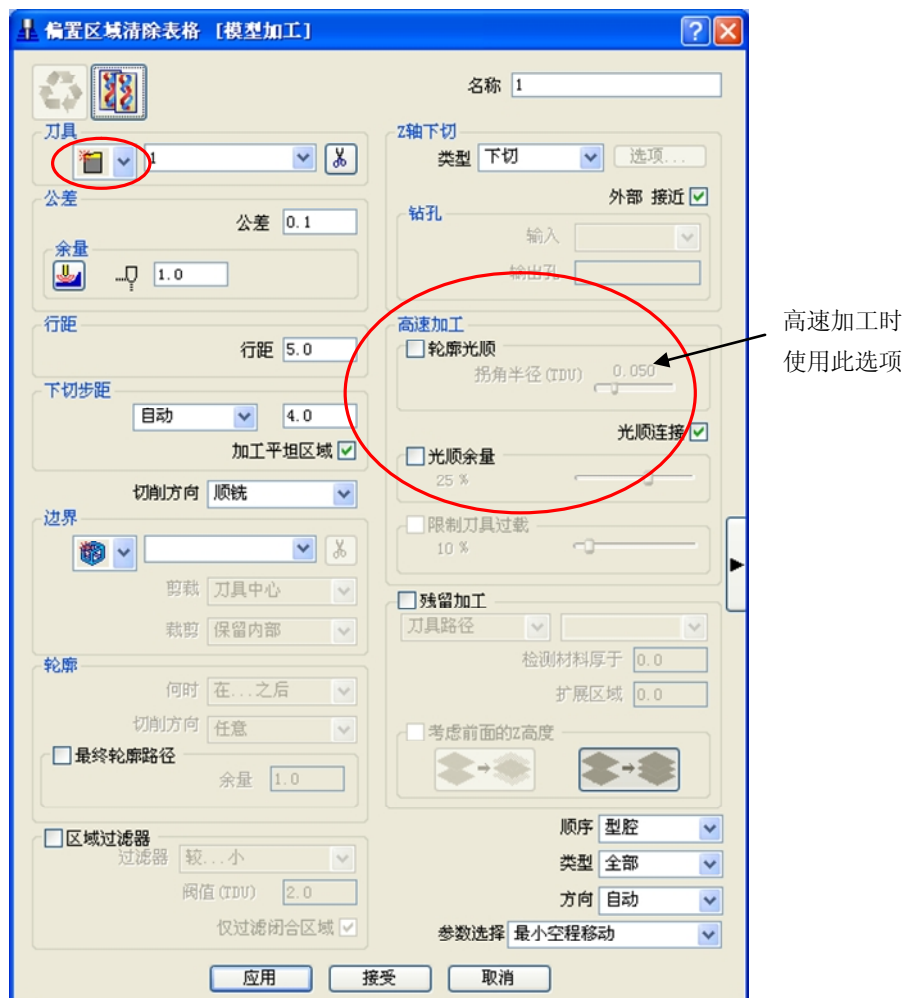 偏置区域清除表格 [模型加工]
名称 1
刀具
1
公差
公差 0.1
余量
1.0
行距
行距 5.0
下切步距
自动 4.0
加工平坦区域
切削方向 顺铣
边界
剪裁 刀具中心
裁剪 保留内部
轮廓
何时 在...之后
切削方向 任意
最终轮廓路径
余量 1.0
区域过滤器
过滤器 较...小
阀值(TDU) 2.0
仅过滤闭合区域
Z轴下切
类型 下切 选项...
外部 接近
钻孔
输入
输出孔
高速加工
轮廓光顺
拐角半径(TDU) 0.050
光顺连接
光顺余量
25 %
限制刀具过载
10 %
残留加工
刀具路径
检测材料厚于 0.0
扩展区域 0.0
考虑前面的Z高度
顺序 型腔
类型 全部
方向 自动
参数选择 最小空程移动
应用 接受 取消
高速加工时
使用此选项